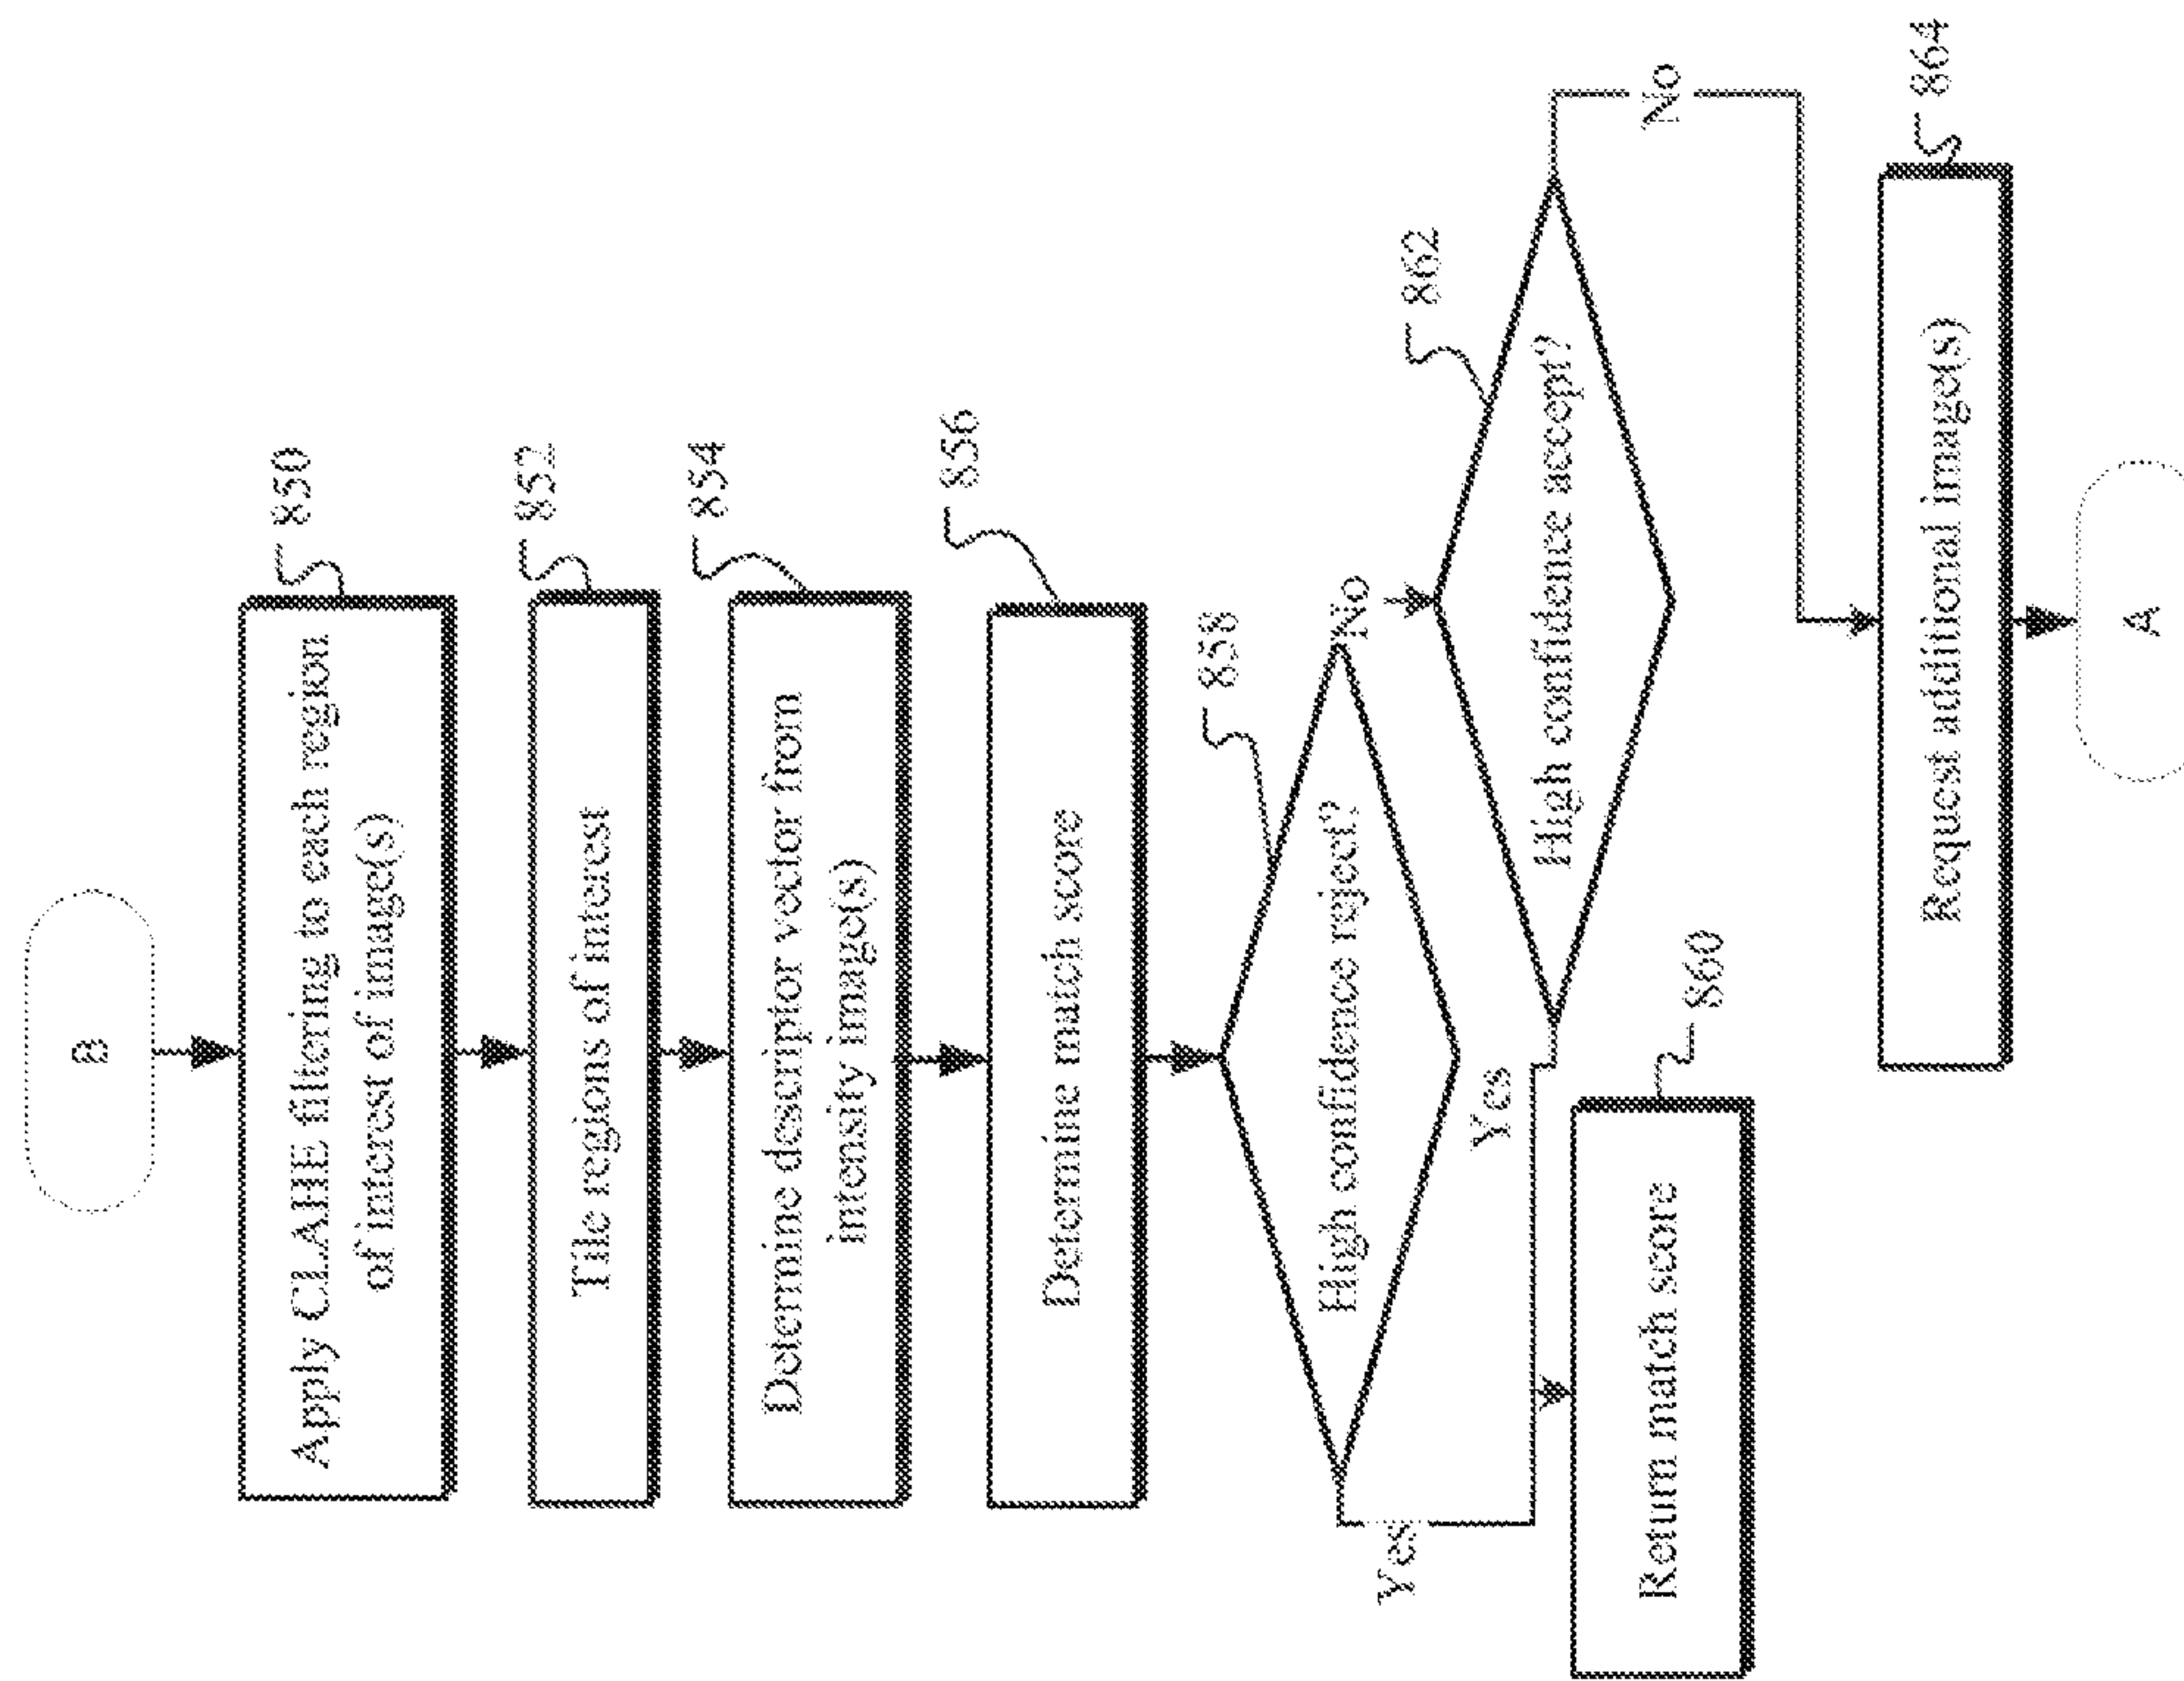 B
850
Apply CLAHE filtering to each region
of interest of image(s)
852
Tile regions of interest
854
Determine descriptor vector from
intensity image(s)
856
Determine match score
858
High confidence reject?
No
Yes
862
High confidence accept?
Yes
No
860
Return match score
864
Request additional image(s)
A